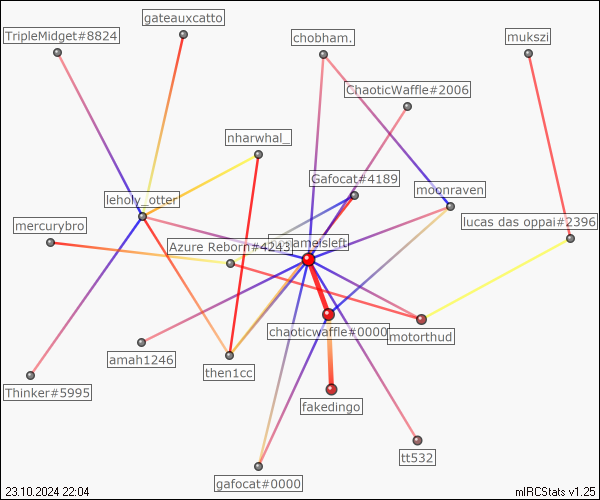 gateauxcatto
TripleMidget#8824
chobham.
mukszi
ChaoticWaffle#2006
nharwhal_
Gafocat#4189
moonraven
leholy_otter
lucas das oppai#2396
mercurybro
Azure Reborn#4243
ameisleft
chaoticwaffle#0000
motorthud
amah1246
then1cc
Thinker#5995
fakedingo
tt532
gafocat#0000
23.10.2024 22:04
mIRCStats v1.25